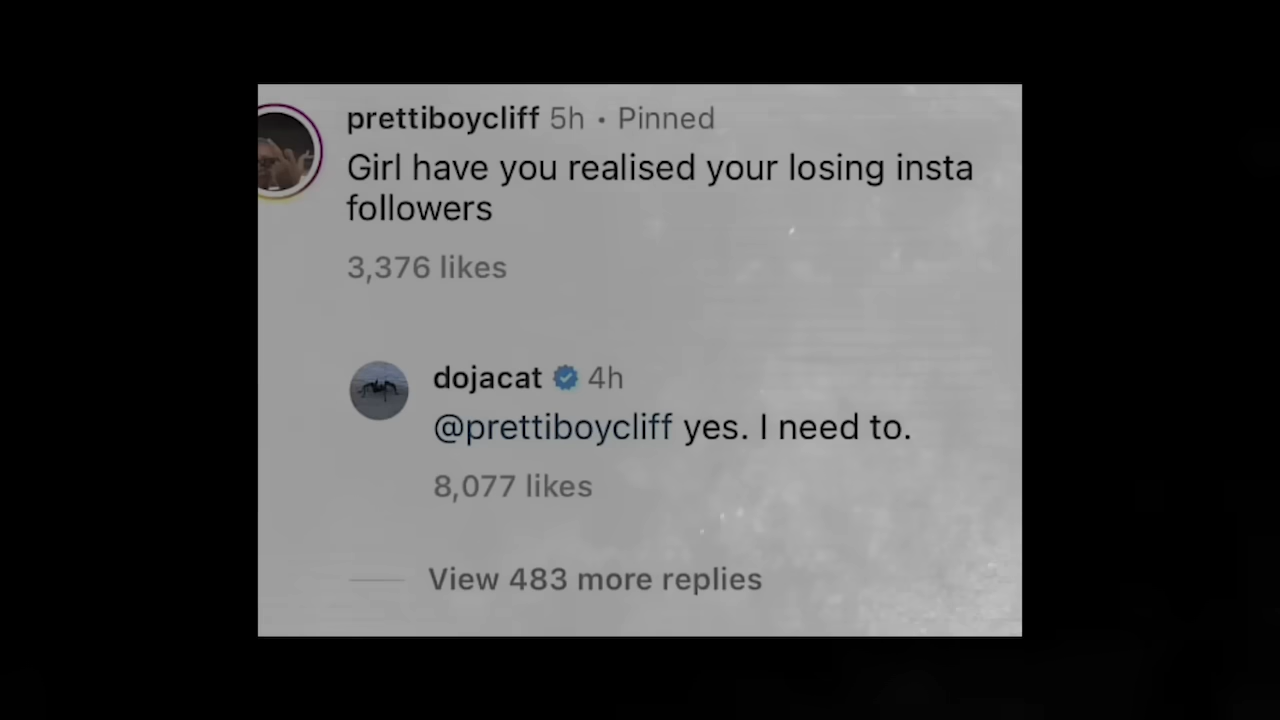 prettiboycliff 5h • Pinned
Girl have you realised your losing insta
followers
3,376 likes
dojacat 4h
@prettiboycliff yes. I need to.
8,077 likes
View 483 more replies